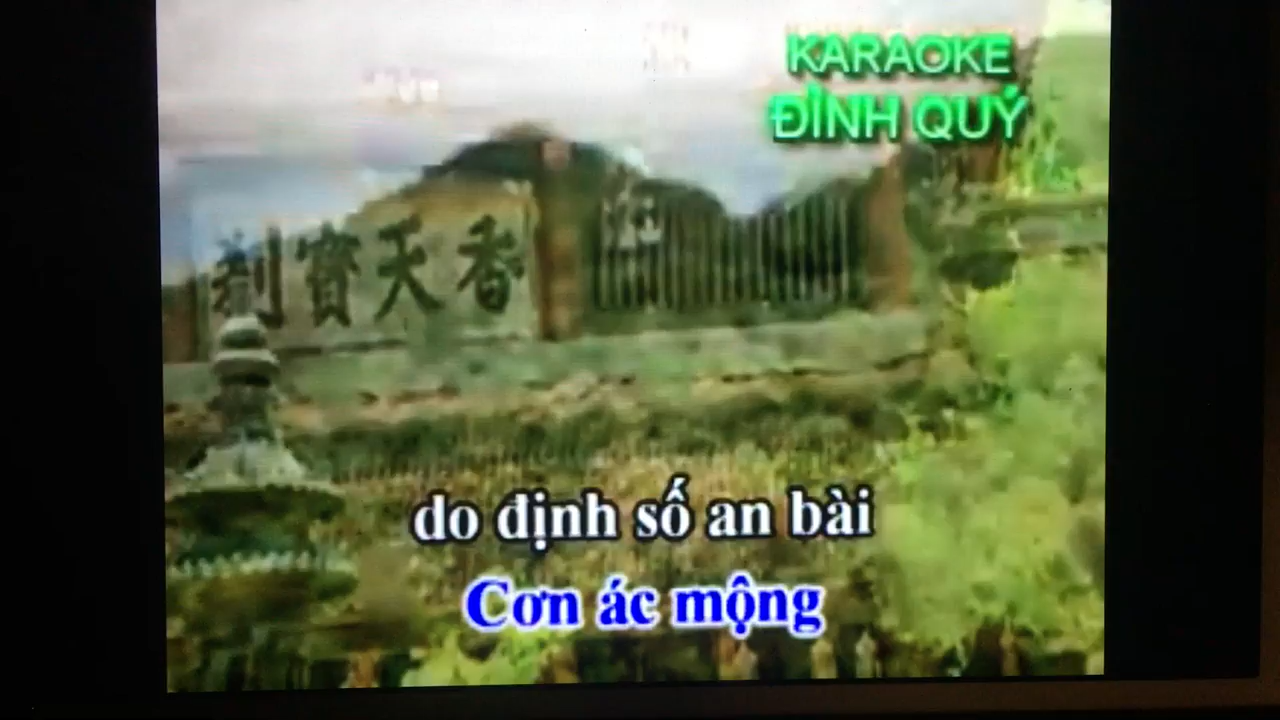 KARAOKE
ĐÌNH QUÝ
刹寶天香
do định số an bài
Cơn ác mộng